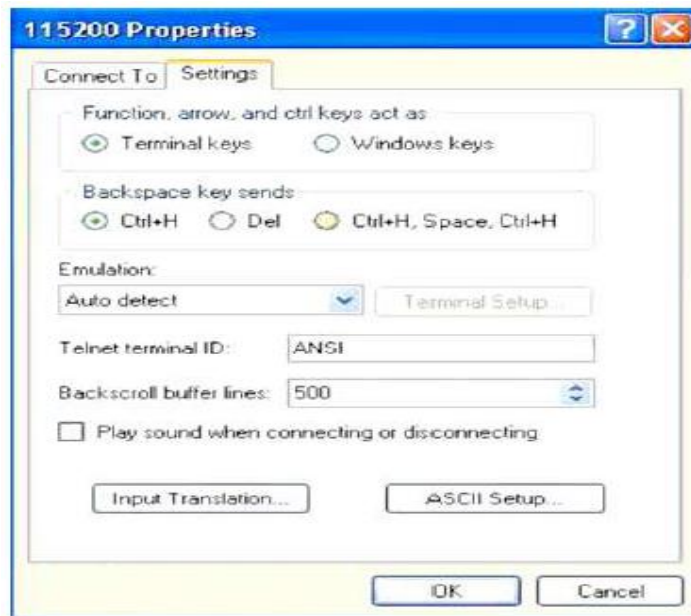 115200 Properties
Connect To Settings
Function, arrow, and ctrl keys act as
Terminal keys Windows keys
Backspace key sends
Ctrl+H Del Ctrl+H, Space, Ctrl+H
Emulation:
Auto detect Terminal Setup...
Telnet terminal ID: ANSI
Backscroll buffer lines: 500
Play sound when connecting or disconnecting
Input Translation... ASCII Setup...
OK Cancel